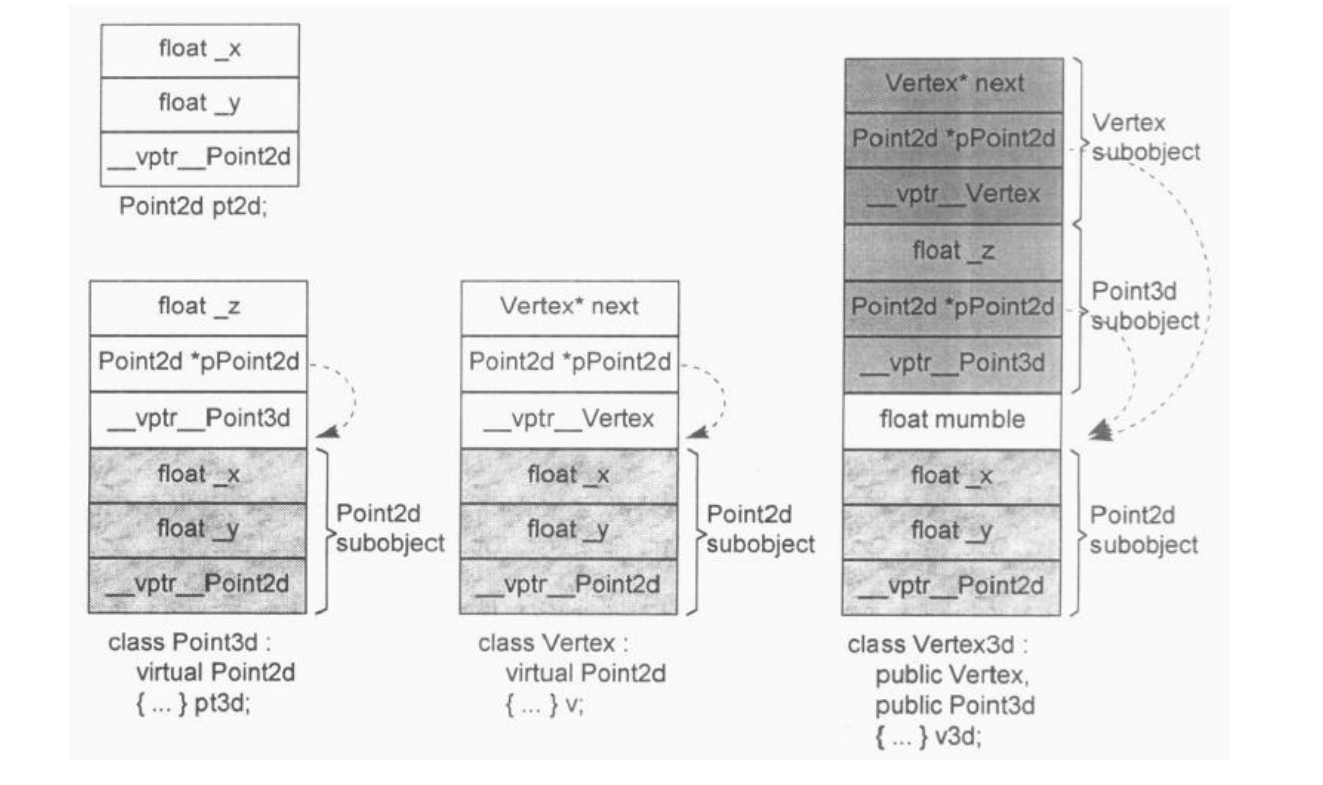 float _x
float _y
__vptr__Point2d
Point2d pt2d;
float _z
Point2d *pPoint2d
__vptr__Point3d
float _x
float _y
__vptr__Point2d
Point2d
subobject
class Point3d :
virtual Point2d
{ ... } pt3d;
Vertex* next
Point2d *pPoint2d
__vptr__Vertex
float _x
float _y
__vptr__Point2d
Point2d
subobject
class Vertex :
virtual Point2d
{ ... } v;
Vertex* next
Point2d *pPoint2d
__vptr__Vertex
Vertex
subobject
float _z
Point2d *pPoint2d
__vptr__Point3d
Point3d
subobject
float mumble
float _x
float _y
__vptr__Point2d
Point2d
subobject
class Vertex3d :
public Vertex,
public Point3d
{ ... } v3d;